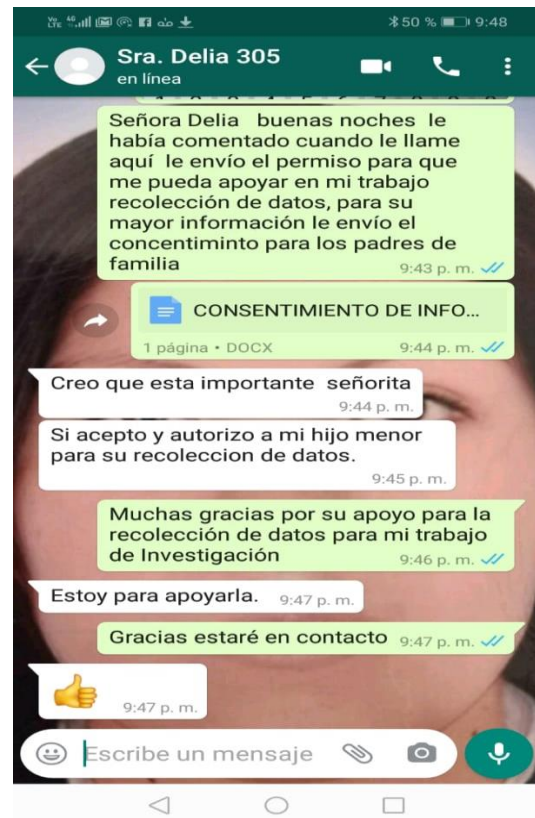 50 % 9:48
Sra. Delia 305
en línea
Señora Delia buenas noches le
había comentado cuando le llame
aquí le envío el permiso para que
me pueda apoyar en mi trabajo
recolección de datos, para su
mayor información le envío el
concentiminto para los padres de
familia
9:43 p. m.
CONSENTIMIENTO DE INFO...
1 página • DOCX 9:44 p. m.
Creo que esta importante señorita
9:44 p. m.
Si acepto y autorizo a mi hijo menor
para su recoleccion de datos.
9:45 p. m.
Muchas gracias por su apoyo para la
recolección de datos para mi trabajo
de Investigación 9:46 p. m.
Estoy para apoyarla. 9:47 p. m.
Gracias estaré en contacto 9:47 p. m.
9:47 p. m.
Escribe un mensaje